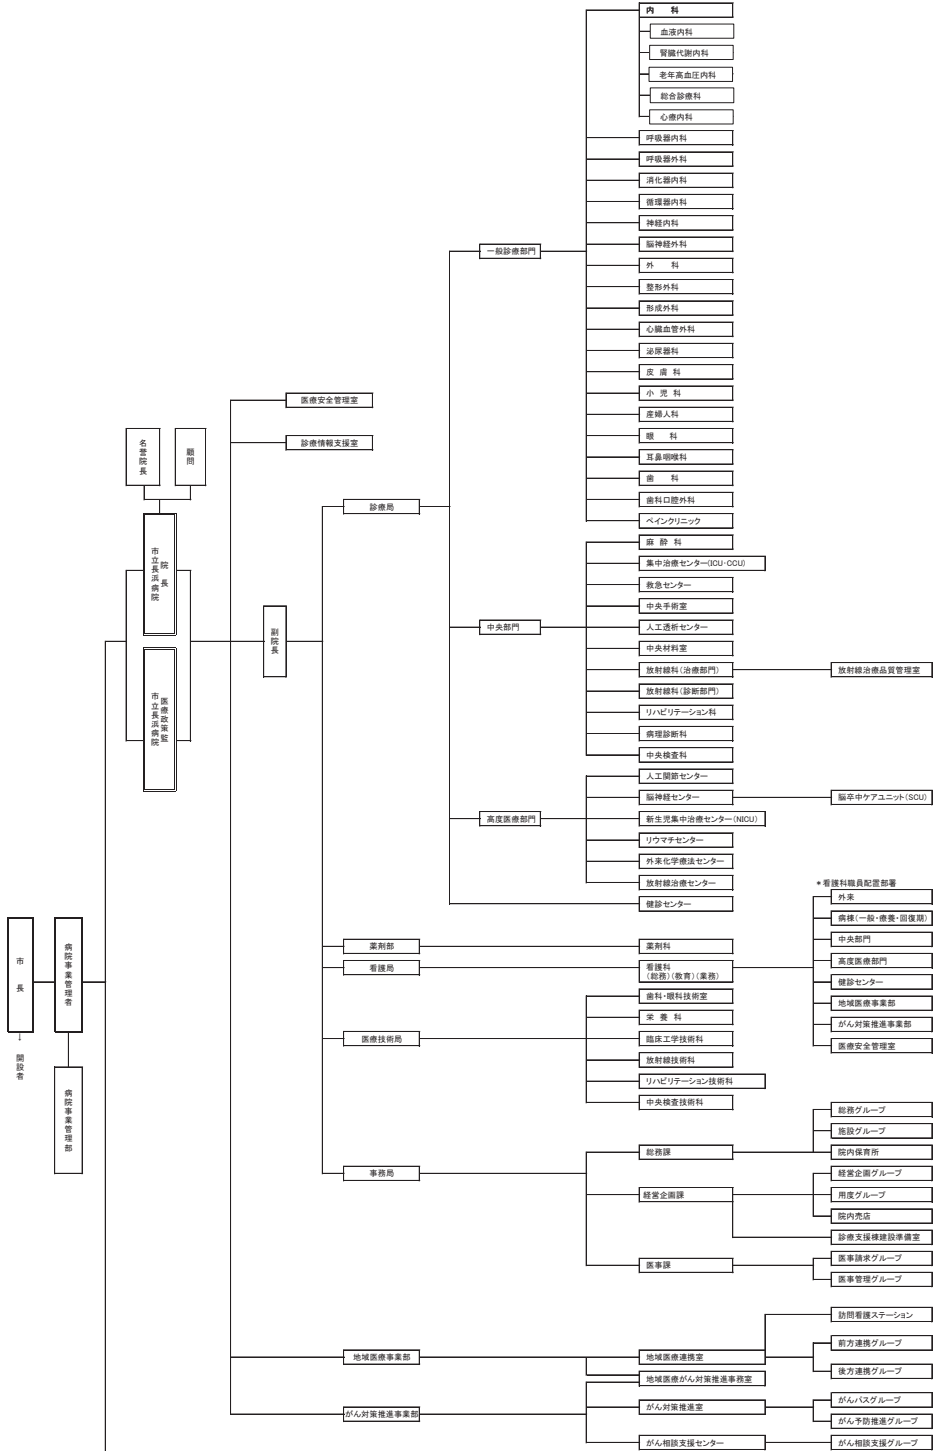 市長
↓
開設者
病院事業管理者
病院事業管理部
名誉院長
顧問
市立長浜病院
院長
市立長浜病院
医療政策監
医療安全管理室
診療情報支援室
副院長
診療局
一般診療部門
内　科
血液内科
腎臓代謝内科
老年高血圧内科
総合診療科
心療内科
呼吸器内科
呼吸器外科
消化器内科
循環器内科
神経内科
脳神経外科
外　科
整形外科
形成外科
心臓血管外科
泌尿器科
皮 膚 科
小 児 科
産婦人科
眼　科
耳鼻咽喉科
歯　科
歯科口腔外科
ペインクリニック
中央部門
麻 酔 科
集中治療センター(ICU・CCU)
救急センター
中央手術室
人工透析センター
中央材料室
放射線科(治療部門)
放射線治療品質管理室
放射線科(診断部門)
リハビリテーション科
病理診断科
中央検査科
高度医療部門
人工関節センター
脳神経センター
脳卒中ケアユニット(SCU)
新生児集中治療センター(NICU)
リウマチセンター
外来化学療法センター
放射線治療センター
健診センター
薬剤部
薬剤科
看護局
看護科
(総務)(教育)(業務)
＊看護科職員配置部署
外来
病棟(一般・療養・回復期)
中央部門
高度医療部門
健診センター
地域医療事業部
がん対策推進事業部
医療安全管理室
医療技術局
歯科・眼科技術室
栄 養 科
臨床工学技術科
放射線技術科
リハビリテーション技術科
中央検査技術科
事務局
総務課
総務グループ
施設グループ
院内保育所
経営企画課
経営企画グループ
用度グループ
院内売店
診療支援棟建設準備室
医事課
医事請求グループ
医事管理グループ
地域医療事業部
地域医療連携室
訪問看護ステーション
前方連携グループ
後方連携グループ
地域医療がん対策推進事務室
がん対策推進事業部
がん対策推進室
がんパスグループ
がん予防推進グループ
がん相談支援センター
がん相談支援グループ